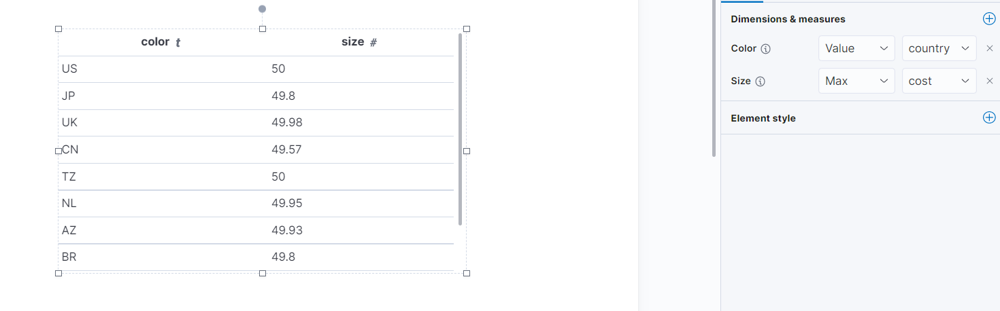 color t size #
US 50
JP 49.8
UK 49.98
CN 49.57
TZ 50
NL 49.95
AZ 49.93
BR 49.8
Dimensions & measures
Color Value country
Size Max cost
Element style